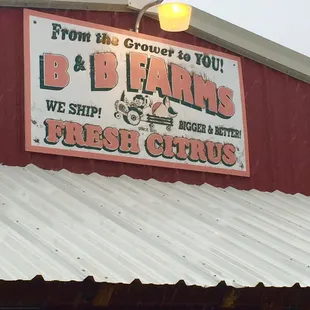 From the Grower to YOU!
B & B FARMS
WE SHIP!
BIGGER & BETTER!
FRESH CITRUS